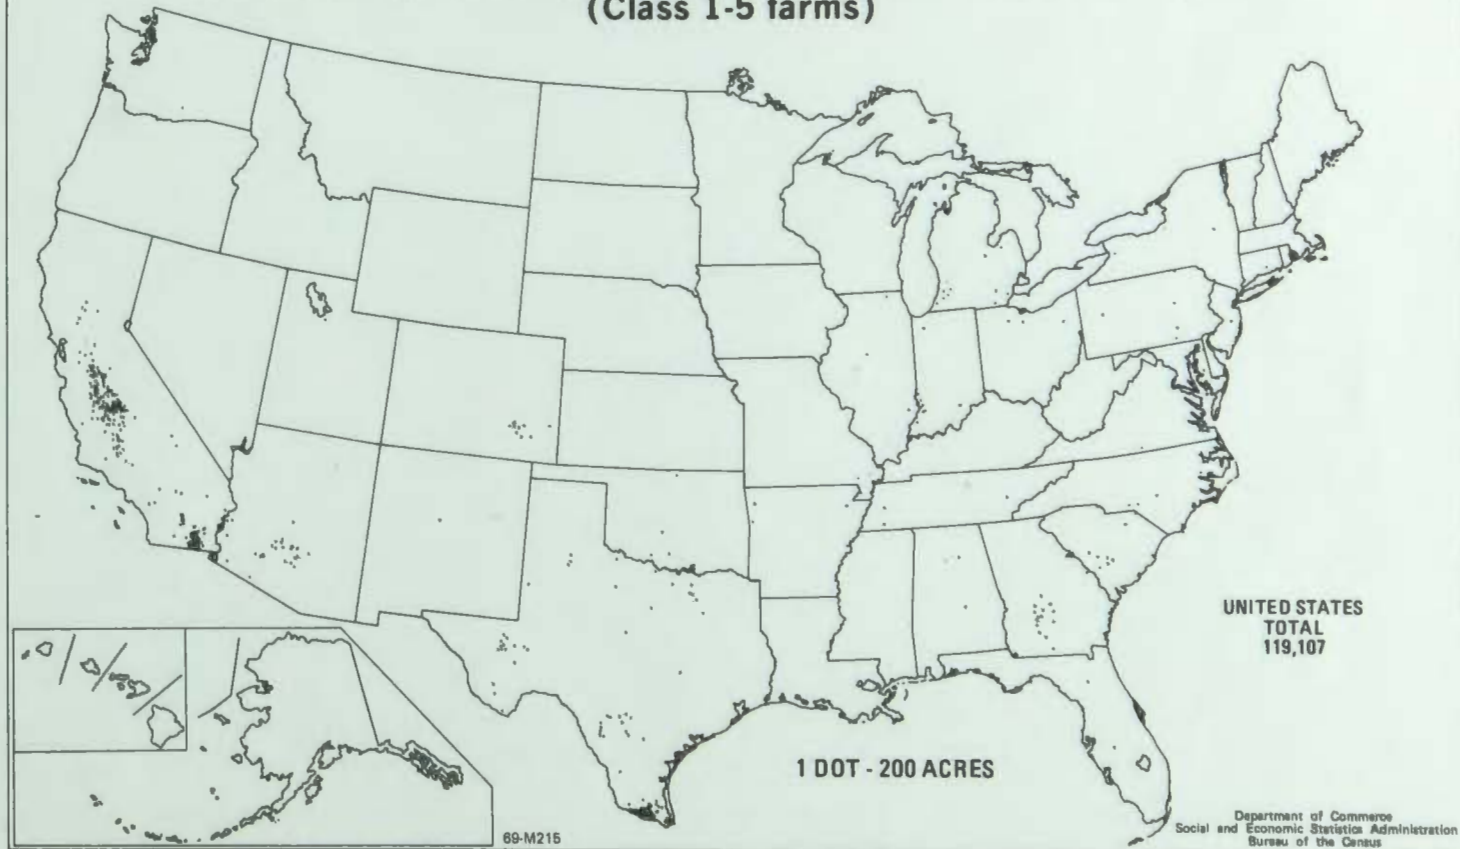 (Class 1-5 farms)
UNITED STATES
TOTAL
119,107
1 DOT - 200 ACRES
69-M215
Department of Commerce
Social and Economic Statistics Administration
Bureau of the Census